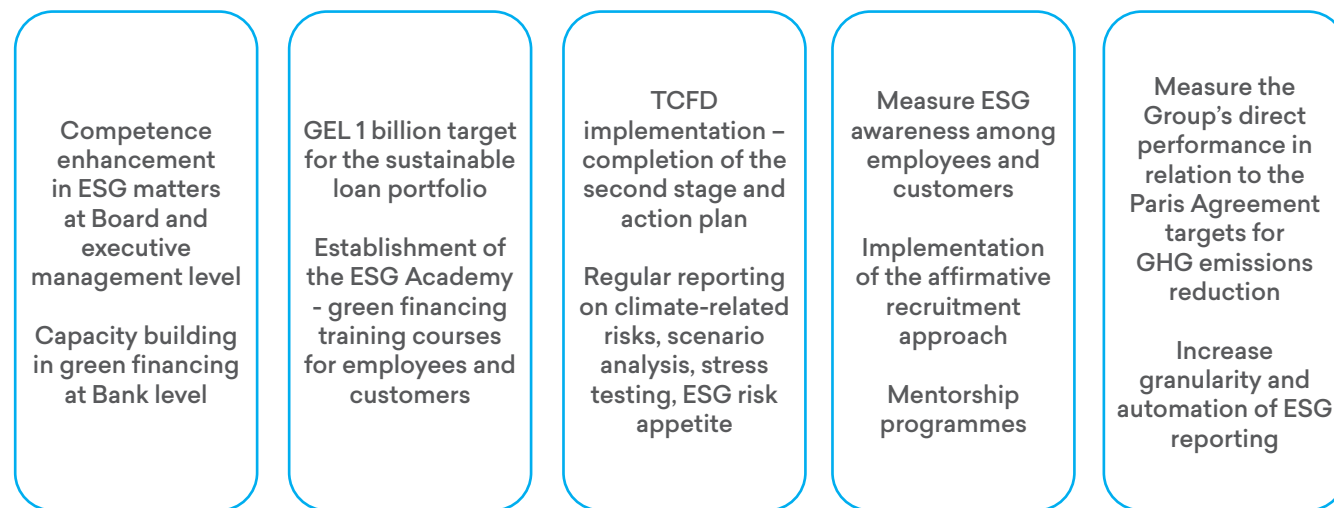 Competence
enhancement
in ESG matters
at Board and
executive
management level
Capacity building
in green financing
at Bank level
GEL 1 billion target
for the sustainable
loan portfolio
Establishment of
the ESG Academy
- green financing
training courses
for employees and
customers
TCFD
implementation –
completion of the
second stage and
action plan
Regular reporting
on climate-related
risks, scenario
analysis, stress
testing, ESG risk
appetite
Measure ESG
awareness among
employees and
customers
Implementation
of the affirmative
recruitment
approach
Mentorship
programmes
Measure the
Group’s direct
performance in
relation to the
Paris Agreement
targets for
GHG emissions
reduction
Increase
granularity and
automation of ESG
reporting